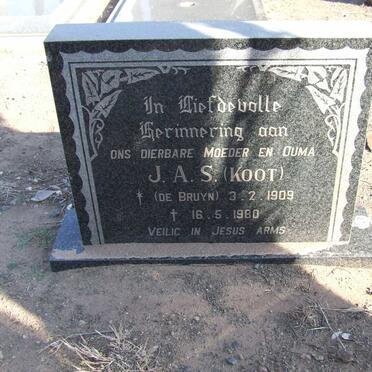 In Liefdevolle
Herinnering aan
ONS DIERBARE MOEDER EN OUMA
J. A. S. (KOOT)
* (DE BRUYN) 3.2.1909
† 16.5.1980
VEILIG IN JESUS ARMS